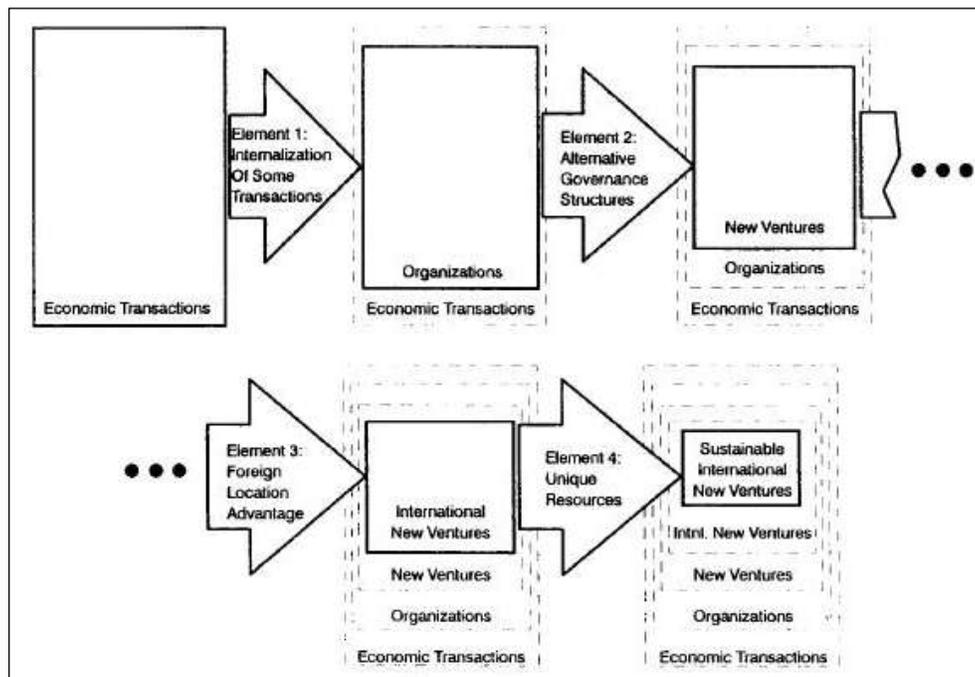 Element 1:
Internalization
Of Some
Transactions
Economic Transactions
Organizations
Economic Transactions
Element 2:
Alternative
Governance
Structures
New Ventures
Organizations
Economic Transactions
Element 3:
Foreign
Location
Advantage
International
New Ventures
New Ventures
Organizations
Economic Transactions
Element 4:
Unique
Resources
Sustainable
International
New Ventures
Intnl. New Ventures
New Ventures
Organizations
Economic Transactions